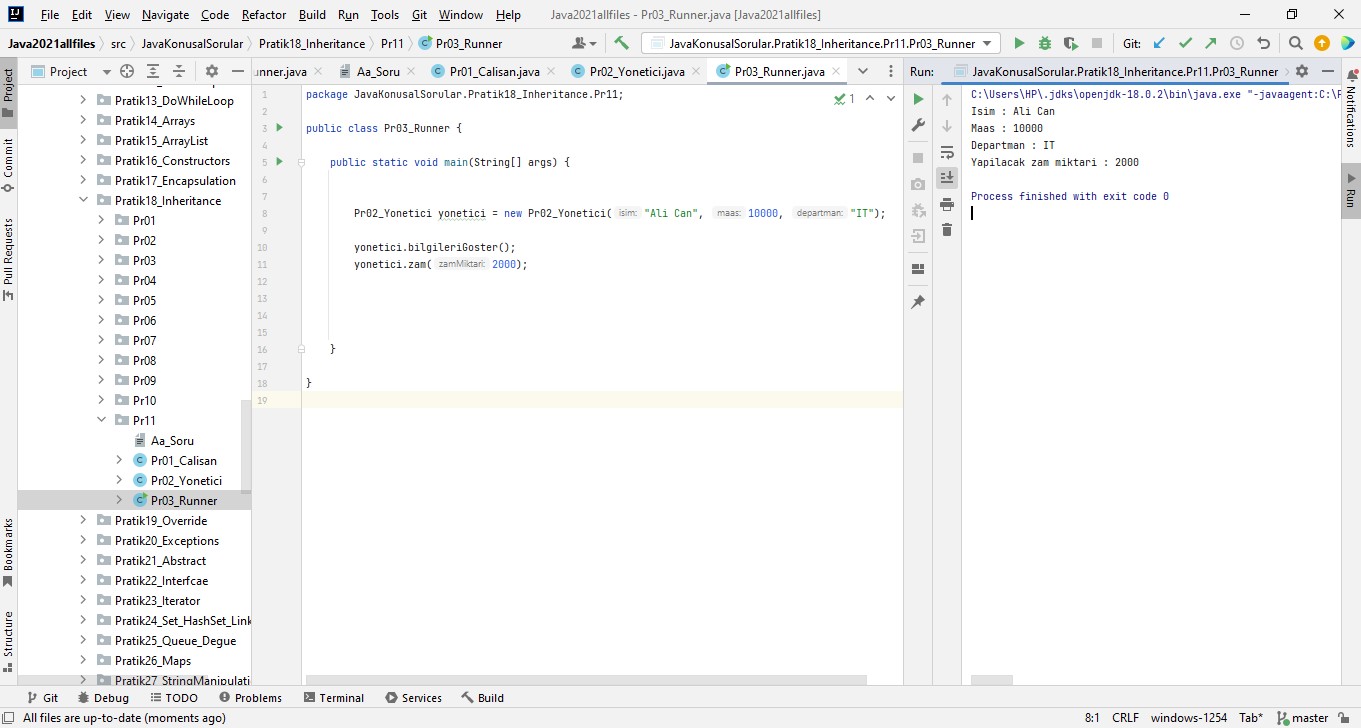 File Edit View Navigate Code Refactor Build Run Tools Git Window Help Java2021allfiles - Pr03_Runner.java [Java2021allfiles]
Java2021allfiles src JavaKonusalSorular Pratik18_Inheritance Pr11 Pr03_Runner JavaKonusalSorular.Pratik18_Inheritance.Pr11.Pr03_Runner Git:
Project unner.java Aa_Soru Pr01_Calisan.java Pr02_Yonetici.java Pr03_Runner.java Run: JavaKonusalSorular.Pratik18_Inheritance.Pr11.Pr03_Runner
Project
Commit
Pull Requests
Bookmarks
Structure
Pratik13_DoWhileLoop
Pratik14_Arrays
Pratik15_ArrayList
Pratik16_Constructors
Pratik17_Encapsulation
Pratik18_Inheritance
Pr01
Pr02
Pr03
Pr04
Pr05
Pr06
Pr07
Pr08
Pr09
Pr10
Pr11
Aa_Soru
Pr01_Calisan
Pr02_Yonetici
Pr03_Runner
Pratik19_Override
Pratik20_Exceptions
Pratik21_Abstract
Pratik22_Interfcae
Pratik23_Iterator
Pratik24_Set_HashSet_Link
Pratik25_Queue_Degue
Pratik26_Maps
Pratik27_StringManipulati
1 package JavaKonusalSorular.Pratik18_Inheritance.Pr11; 1
2
3 public class Pr03_Runner {
4
5 public static void main(String[] args) {
6
7
8 Pr02_Yonetici yonetici = new Pr02_Yonetici( isim: "Ali Can", maas: 10000, departman: "IT");
9
10 yonetici.bilgileriGoster();
11 yonetici.zam( zamMiktari: 2000);
12
13
14
15
16 }
17
18 }
19
C:\Users\HP\.jdks\openjdk-18.0.2\bin\java.exe "-javaagent:C:\P
Isim : Ali Can
Maas : 10000
Departman : IT
Yapilacak zam miktari : 2000
Process finished with exit code 0
Notifications
Run
Git Debug TODO Problems Terminal Services Build
All files are up-to-date (moments ago) 8:1 CRLF windows-1254 Tab* master